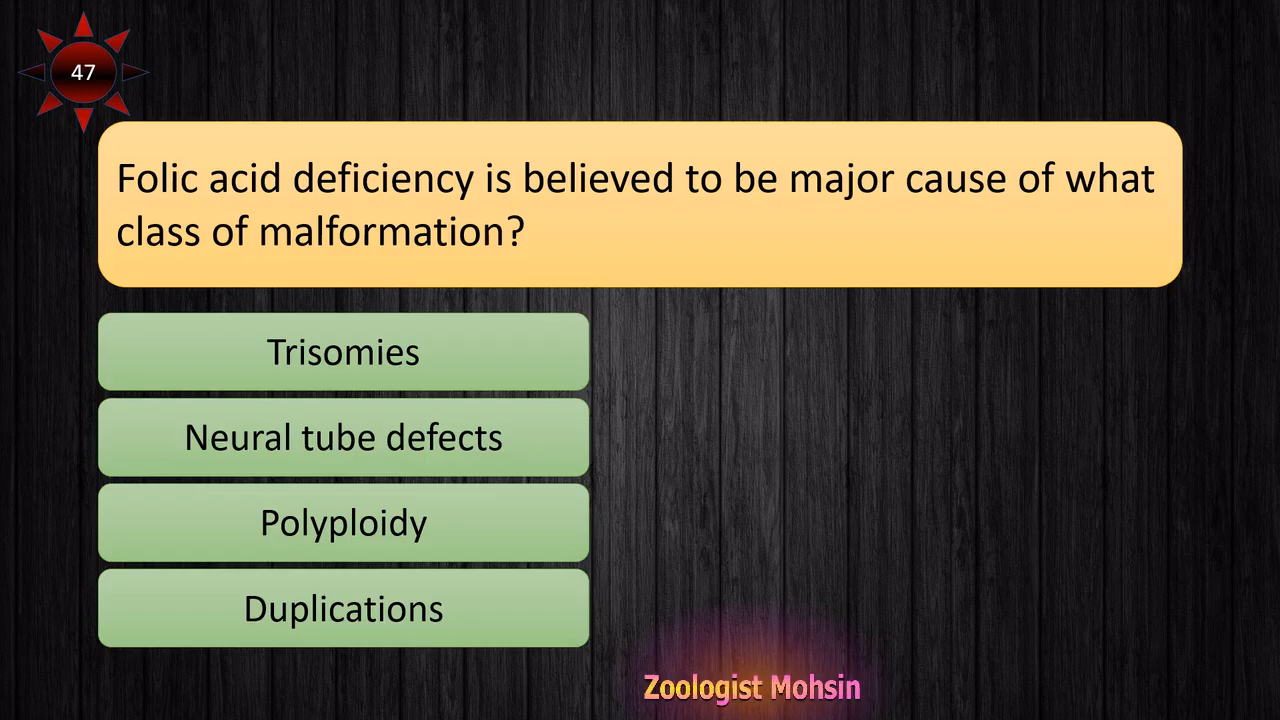 47
Folic acid deficiency is believed to be major cause of what
class of malformation?
Trisomies
Neural tube defects
Polyploidy
Duplications
Zoologist Mohsin